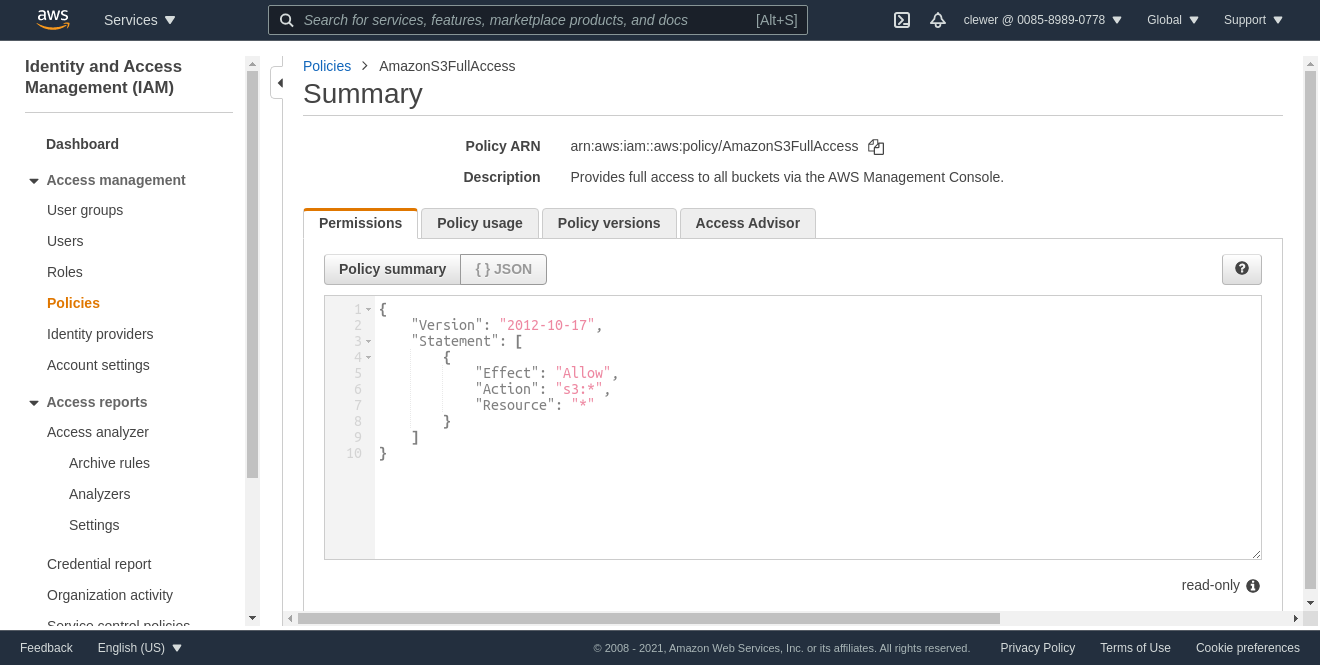 aws
Services
Search for services, features, marketplace products, and docs [Alt+S]
clewer @ 0085-8989-0778
Global
Support
Identity and Access
Management (IAM)
Dashboard
Access management
User groups
Users
Roles
Policies
Identity providers
Account settings
Access reports
Access analyzer
Archive rules
Analyzers
Settings
Credential report
Organization activity
Service control policies
Policies > AmazonS3FullAccess
Summary
Policy ARN arn:aws:iam::aws:policy/AmazonS3FullAccess
Description Provides full access to all buckets via the AWS Management Console.
Permissions
Policy usage
Policy versions
Access Advisor
Policy summary
{ } JSON
?
1 {
2     "Version": "2012-10-17",
3     "Statement": [
4         {
5             "Effect": "Allow",
6             "Action": "s3:*",
7             "Resource": "*"
8         }
9     ]
10 }
read-only
Feedback
English (US)
© 2008 - 2021, Amazon Web Services, Inc. or its affiliates. All rights reserved.
Privacy Policy
Terms of Use
Cookie preferences